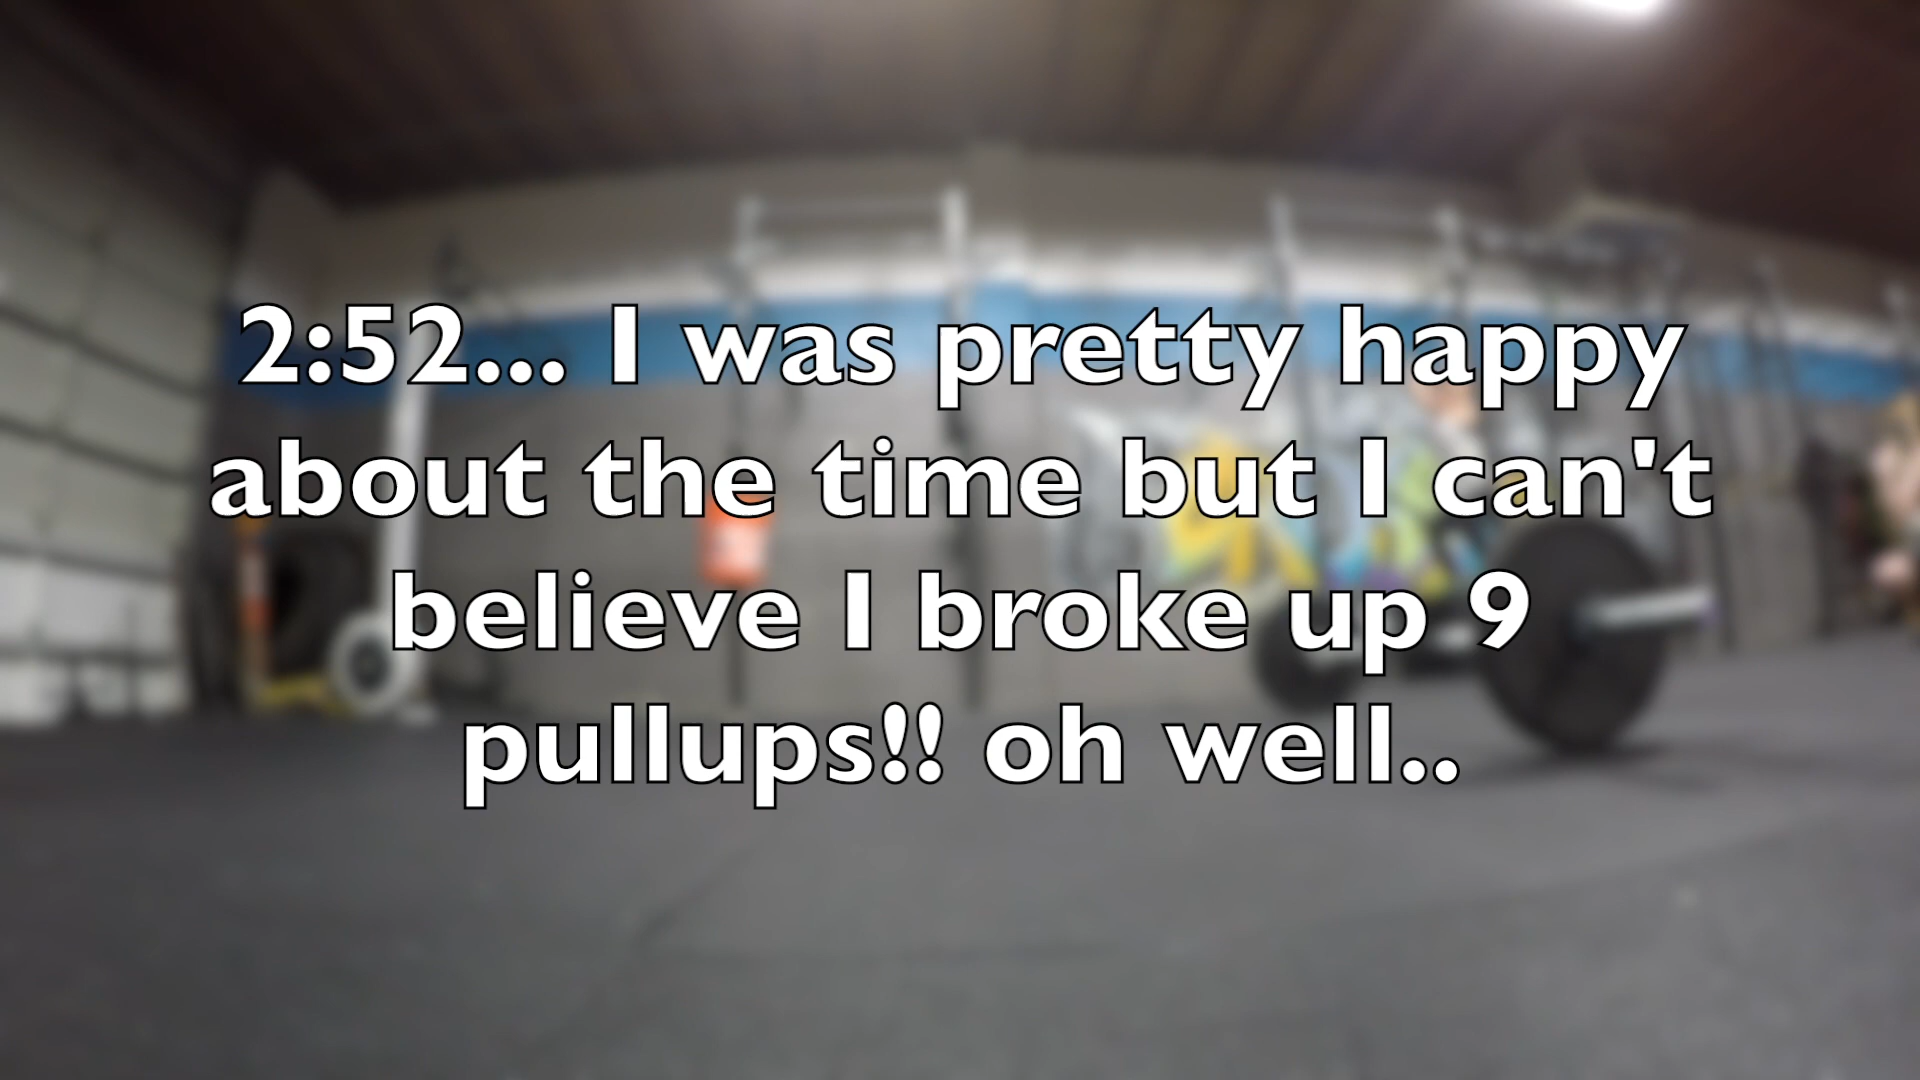 2:52... I was pretty happy
about the time but I can't
believe I broke up 9
pullups!! oh well..